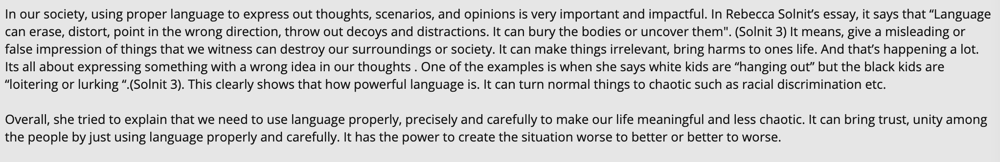 In our society, using proper language to express out thoughts, scenarios, and opinions is very important and impactful. In Rebecca Solnit’s essay, it says that “Language
can erase, distort, point in the wrong direction, throw out decoys and distractions. It can bury the bodies or uncover them". (Solnit 3) It means, give a misleading or
false impression of things that we witness can destroy our surroundings or society. It can make things irrelevant, bring harms to ones life. And that’s happening a lot.
Its all about expressing something with a wrong idea in our thoughts . One of the examples is when she says white kids are “hanging out” but the black kids are
“loitering or lurking “.(Solnit 3). This clearly shows that how powerful language is. It can turn normal things to chaotic such as racial discrimination etc.
Overall, she tried to explain that we need to use language properly, precisely and carefully to make our life meaningful and less chaotic. It can bring trust, unity among
the people by just using language properly and carefully. It has the power to create the situation worse to better or better to worse.